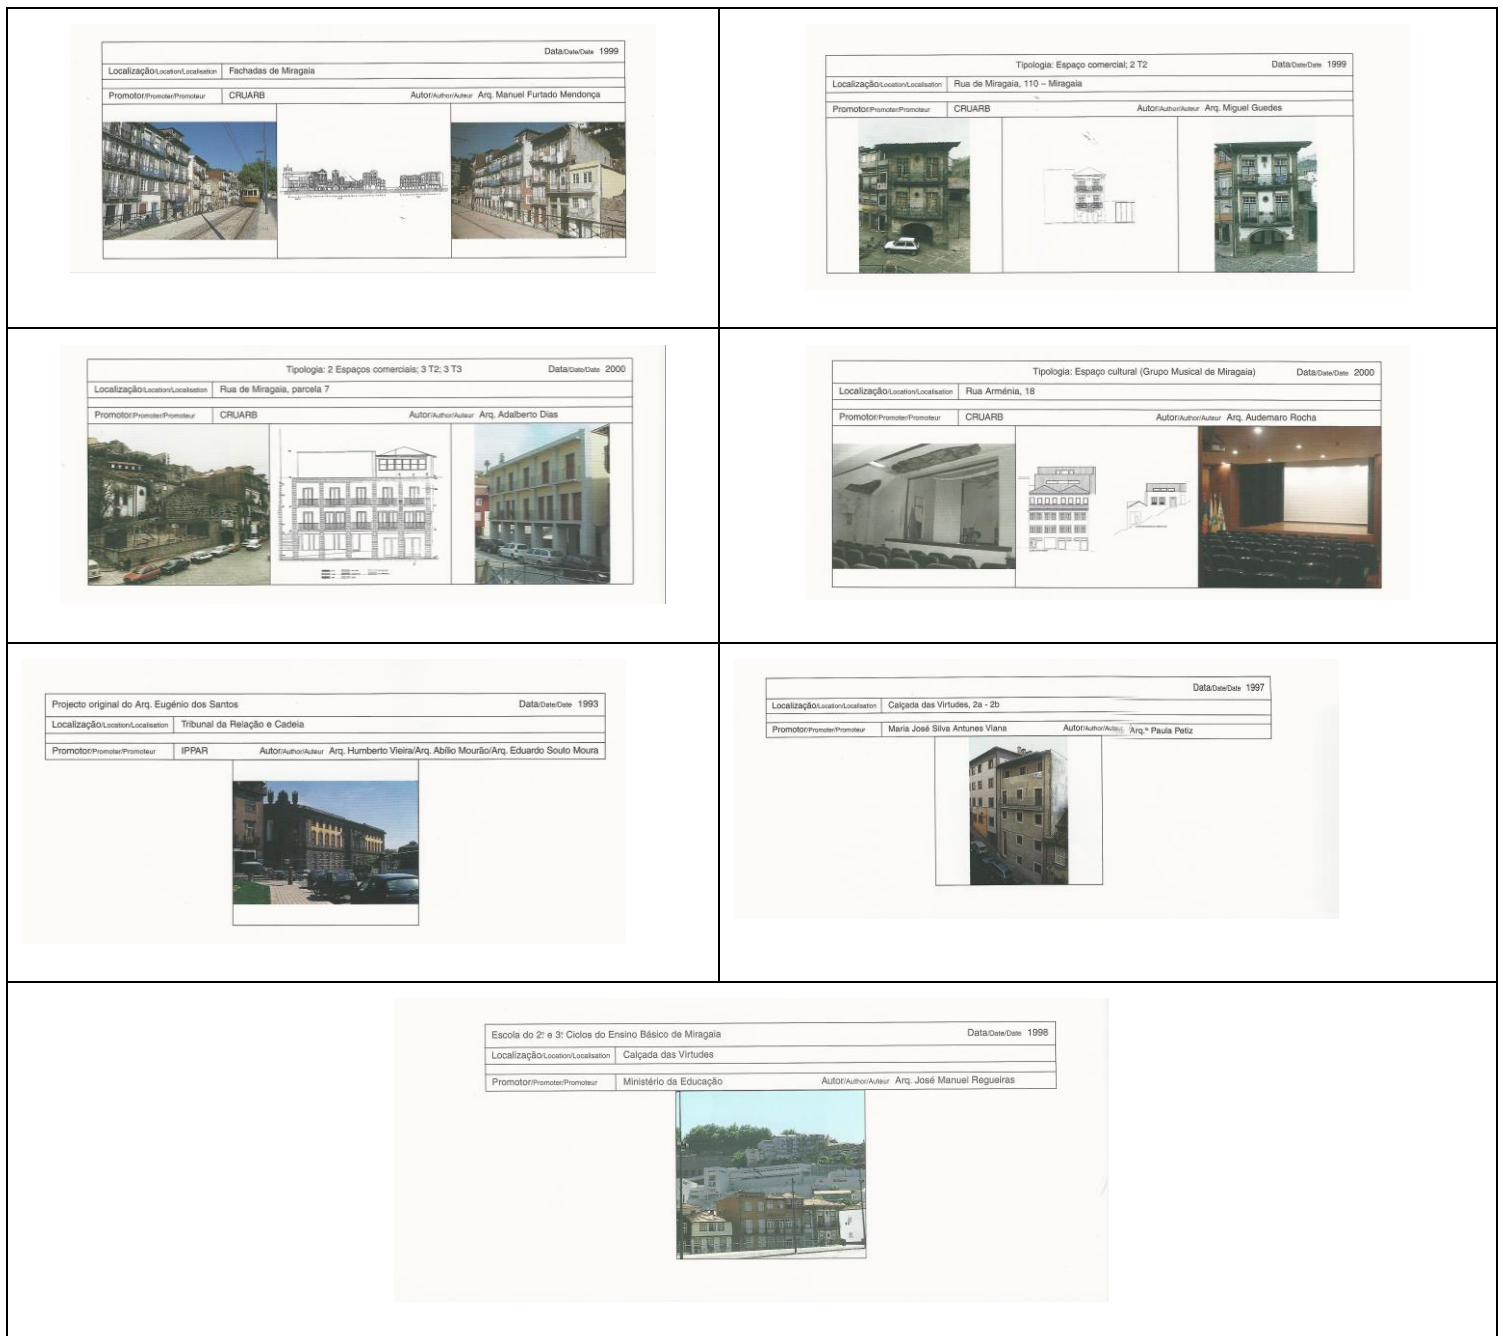 Data/Date/Date 1999
Localização/Location/Localisation Fachadas de Miragaia
Promotor/Promoter/Promoteur CRUARB Autor/Author/Auteur Arq. Manuel Furtado Mendonça
Tipologia: Espaço comercial; 2 T2 Data/Date/Date 1999
Localização/Location/Localisation Rua de Miragaia, 110 – Miragaia
Promotor/Promoter/Promoteur CRUARB Autor/Author/Auteur Arq. Miguel Guedes
Tipologia: 2 Espaços comerciais; 3 T2; 3 T3 Data/Date/Date 2000
Localização/Location/Localisation Rua de Miragaia, parcela 7
Promotor/Promoter/Promoteur CRUARB Autor/Author/Auteur Arq. Adalberto Dias
Tipologia: Espaço cultural (Grupo Musical de Miragaia) Data/Date/Date 2000
Localização/Location/Localisation Rua Arménia, 18
Promotor/Promoter/Promoteur CRUARB Autor/Author/Auteur Arq. Audemaro Rocha
Projecto original do Arq. Eugénio dos Santos Data/Date/Date 1993
Localização/Location/Localisation Tribunal da Relação e Cadeia
Promotor/Promoter/Promoteur IPPAR Autor/Author/Auteur Arq. Humberto Vieira/Arq. Abílio Mourão/Arq. Eduardo Souto Moura
Data/Date/Date 1997
Localização/Location/Localisation Calçada das Virtudes, 2a - 2b
Promotor/Promoter/Promoteur Maria José Silva Antunes Viana Autor/Author/Auteur Arq.ª Paula Petiz
Escola do 2º e 3º Ciclos do Ensino Básico de Miragaia Data/Date/Date 1998
Localização/Location/Localisation Calçada das Virtudes
Promotor/Promoter/Promoteur Ministério da Educação Autor/Author/Auteur Arq. José Manuel Regueiras